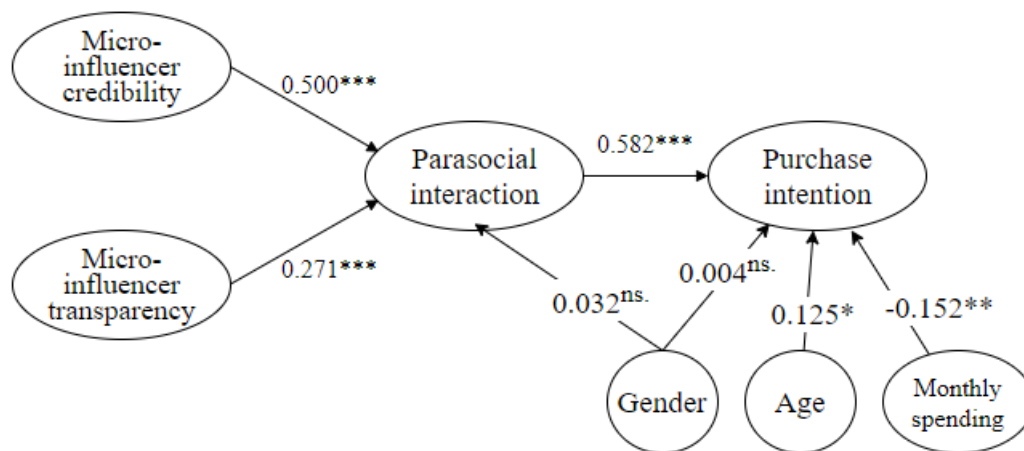 Micro-
influencer
credibility
0.500***
Parasocial
interaction
0.582***
Purchase
intention
Micro-
influencer
transparency
0.271***
0.032ns.
0.004ns.
0.125*
-0.152**
Gender
Age
Monthly
spending